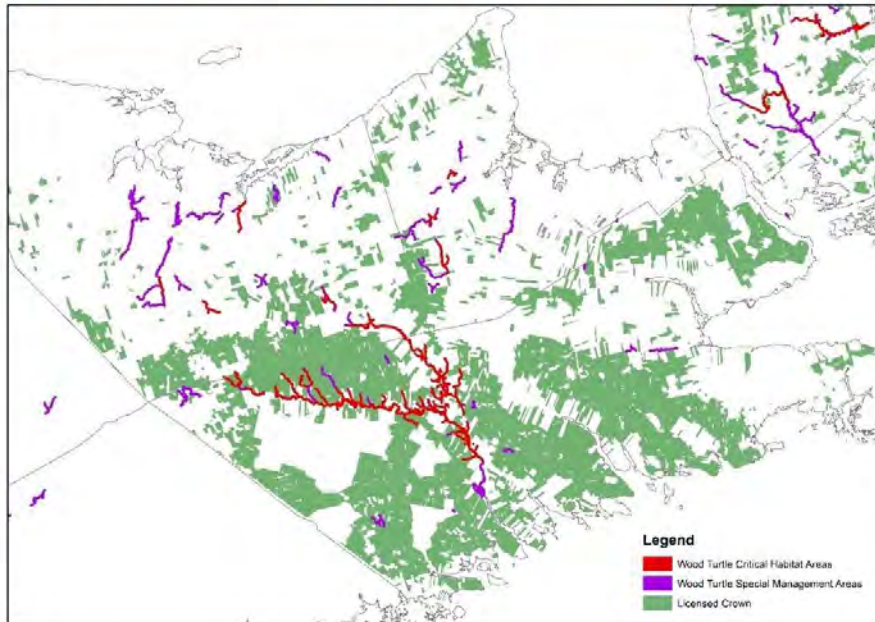 Legend
Wood Turtle Critical Habitat Areas
Wood Turtle Special Management Areas
Licensed Crown